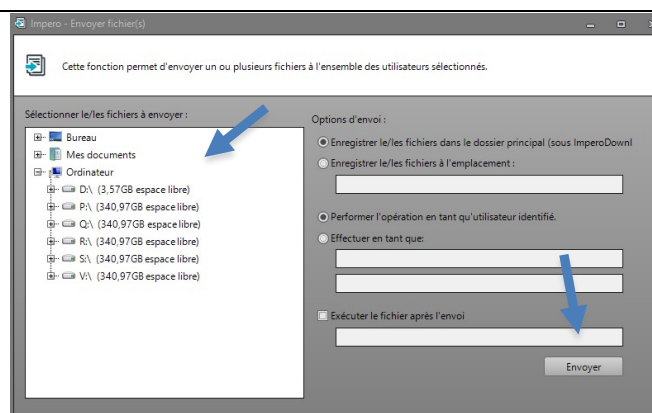 Impero - Envoyer fichier(s)
Cette fonction permet d'envoyer un ou plusieurs fichiers à l'ensemble des utilisateurs sélectionnés.
Sélectionner le/les fichiers à envoyer :
Bureau
Mes documents
Ordinateur
D:\ (3,57GB espace libre)
P:\ (340,97GB espace libre)
Q:\ (340,97GB espace libre)
R:\ (340,97GB espace libre)
S:\ (340,97GB espace libre)
V:\ (340,97GB espace libre)
Options d'envoi :
Enregistrer le/les fichiers dans le dossier principal (sous ImperoDownl
Enregistrer le/les fichiers à l'emplacement :
Performer l'opération en tant qu'utilisateur identifié.
Effectuer en tant que:
Exécuter le fichier après l'envoi
Envoyer